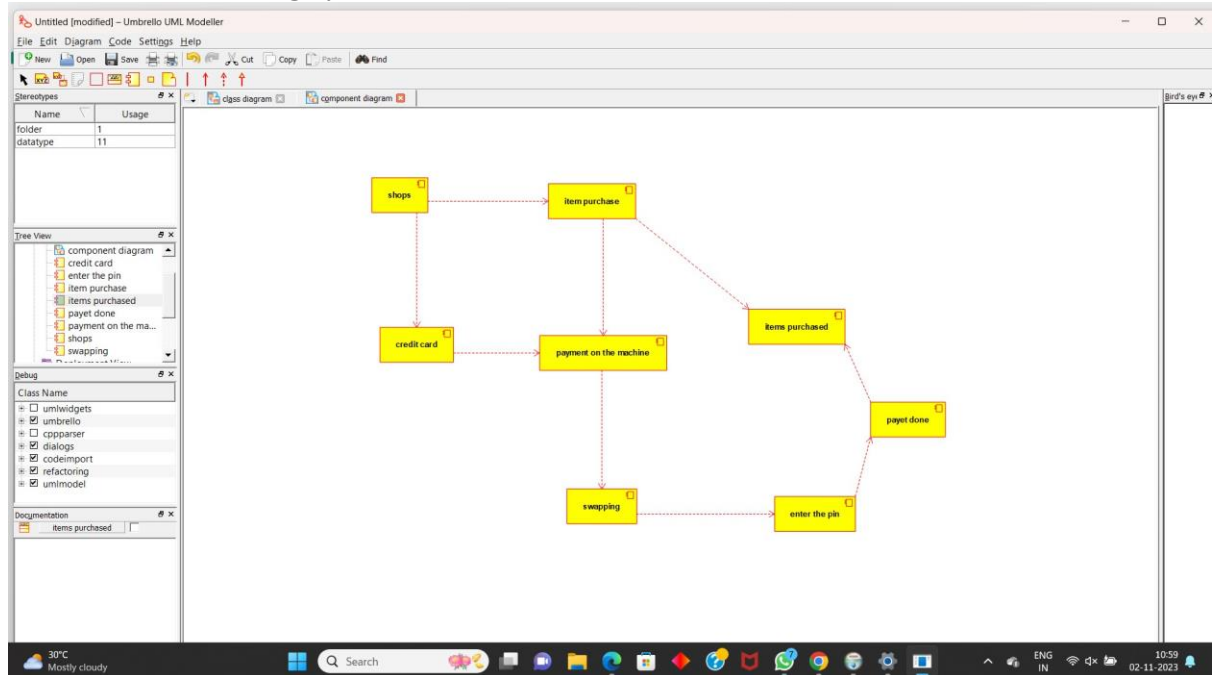 Untitled [modified] – Umbrello UML Modeller
File Edit Diagram Code Settings Help
New Open Save Cut Copy Paste Find
Stereotypes
class diagram
component diagram
Bird's eye
Name Usage
folder 1
datatype 11
Tree View
component diagram
credit card
enter the pin
item purchase
items purchased
payet done
payment on the ma...
shops
swapping
Debug
Class Name
umlwidgets
umbrello
cppparser
dialogs
codeimport
refactoring
umlmodel
Documentation
items purchased
shops
item purchase
items purchased
credit card
payment on the machine
payet done
swapping
enter the pin
30°C
Mostly cloudy
Search
ENG
IN
10:59
02-11-2023